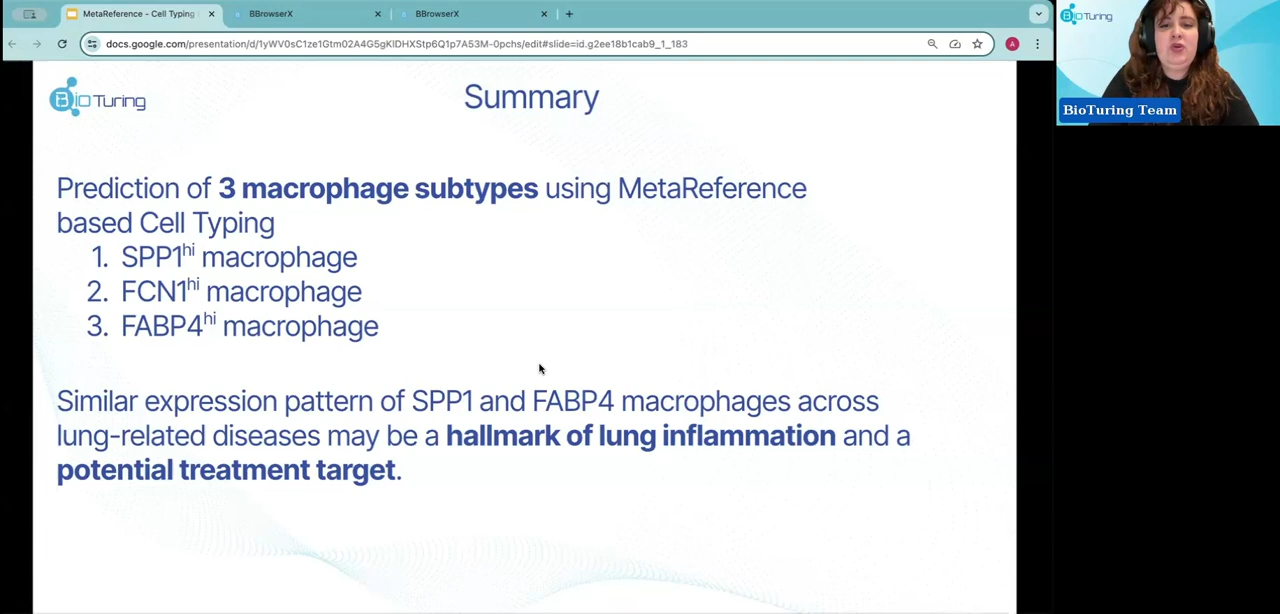 MetaReference - Cell Typing
BBrowserX
BBrowserX
docs.google.com/presentation/d/1yWV0sC1ze1Gtm02A4G5gKlDHXStp6Q1p7A53M-0pchs/edit#slide=id.g2ee18b1cab9_1_183
A
BioTuring
BioTuring Team
BioTuring
Summary
Prediction of 3 macrophage subtypes using MetaReference
based Cell Typing
1. SPP1hi macrophage
2. FCN1hi macrophage
3. FABP4hi macrophage
Similar expression pattern of SPP1 and FABP4 macrophages across
lung-related diseases may be a hallmark of lung inflammation and a
potential treatment target.